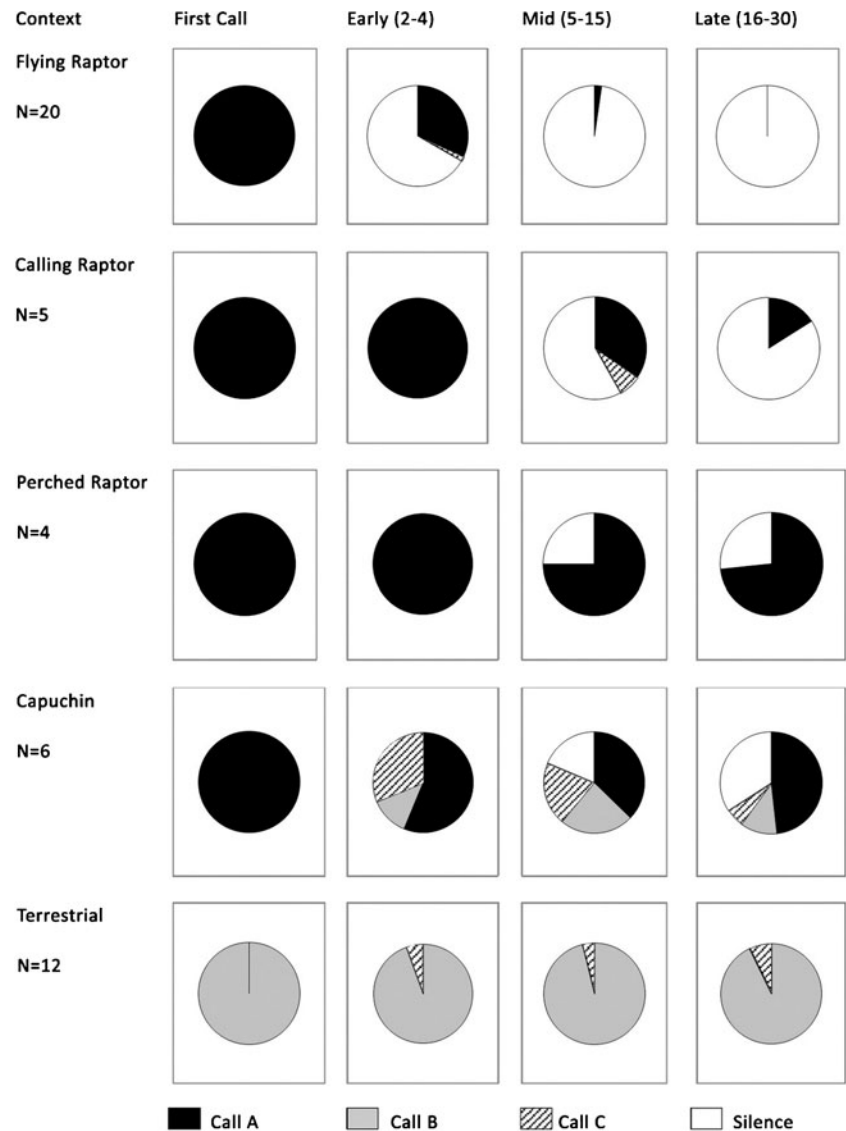 Context First Call Early (2-4) Mid (5-15) Late (16-30)
Flying Raptor
N=20
Calling Raptor
N=5
Perched Raptor
N=4
Capuchin
N=6
Terrestrial
N=12
Call A Call B Call C Silence